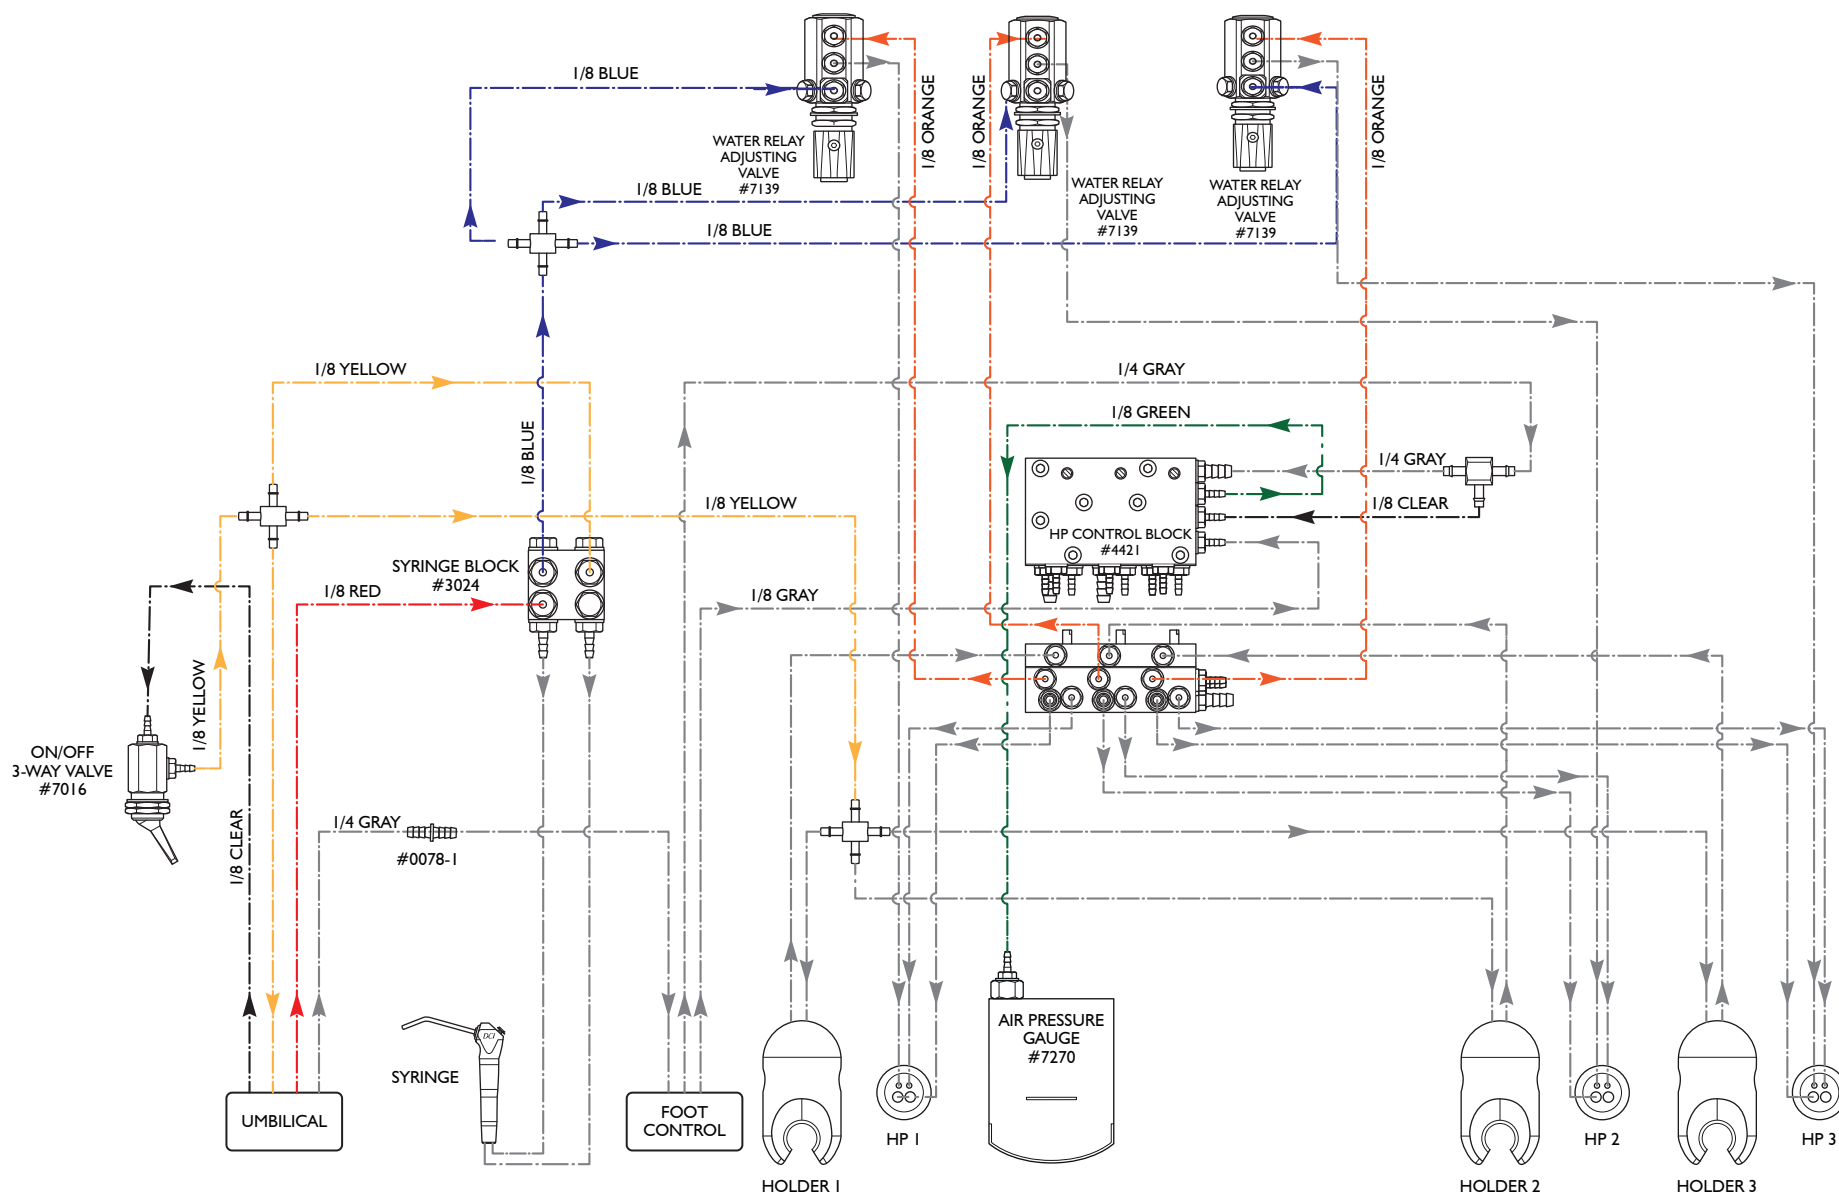 1/8 BLUE
1/8 ORANGE
1/8 ORANGE
1/8 ORANGE
WATER RELAY
ADJUSTING
VALVE
#7139
WATER RELAY
ADJUSTING
VALVE
#7139
WATER RELAY
ADJUSTING
VALVE
#7139
1/8 BLUE
1/8 BLUE
1/8 YELLOW
1/4 GRAY
1/8 GREEN
1/8 BLUE
1/4 GRAY
1/8 YELLOW
1/8 CLEAR
HP CONTROL BLOCK
#4421
SYRINGE BLOCK
#3024
1/8 RED
1/8 GRAY
1/8 YELLOW
ON/OFF
3-WAY VALVE
#7016
1/8 CLEAR
1/4 GRAY
#0078-1
AIR PRESSURE
GAUGE
#7270
DCI
SYRINGE
UMBILICAL
FOOT
CONTROL
HP 1
HP 2
HP 3
HOLDER 1
HOLDER 2
HOLDER 3